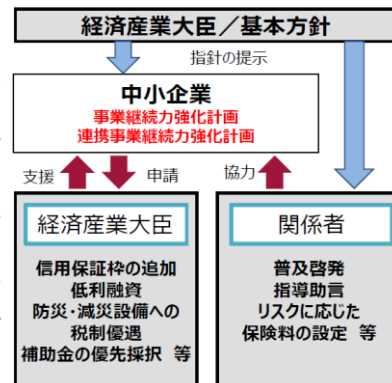 経済産業大臣／基本方針
指針の提示
中小企業
事業継続力強化計画
連携事業継続力強化計画
支援
申請
協力
経済産業大臣
信用保証枠の追加
低利融資
防災・減災設備への
税制優遇
補助金の優先採択 等
関係者
普及啓発
指導助言
リスクに応じた
保険料の設定 等